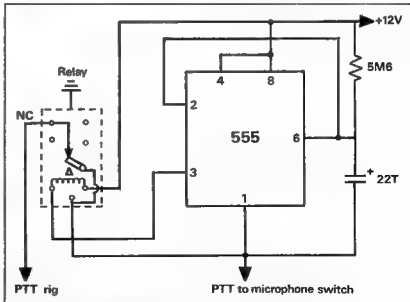 +12V
Relay
5M6
4
8
NC
2
555
6
3
+
22T
1
PTT rig
PTT to microphone switch